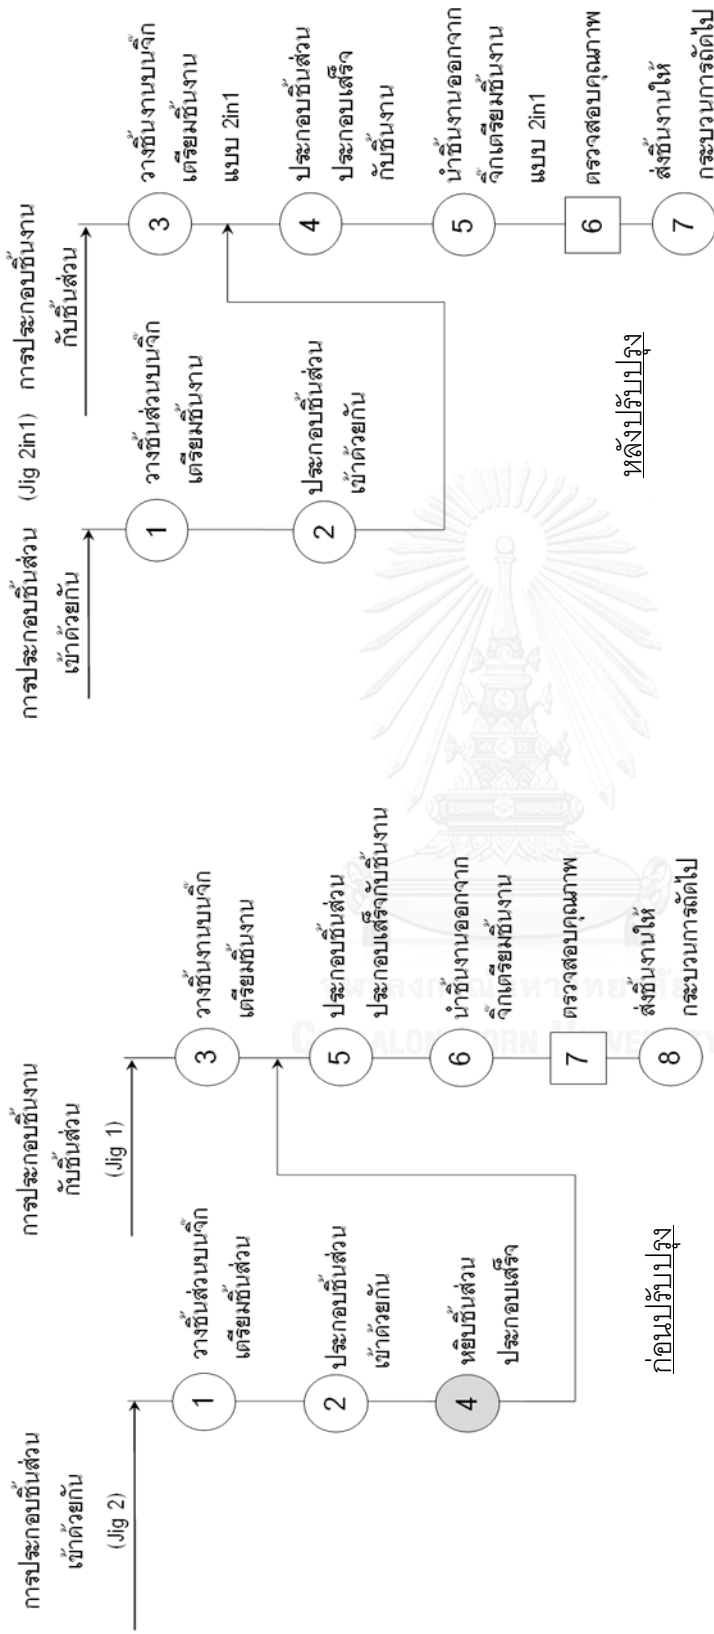 การประกอบชิ้นส่วน
เข้าด้วยกัน
(Jig 2)
1
วางชิ้นส่วนบนจิ๊ก
เตรียมชิ้นส่วน
2
ประกอบชิ้นส่วน
เข้าด้วยกัน
4
หยิบชิ้นส่วน
ประกอบเสร็จ
การประกอบชิ้นงาน
กับชิ้นส่วน
(Jig 1)
3
วางชิ้นงานบนจิ๊ก
เตรียมชิ้นงาน
5
ประกอบชิ้นส่วน
ประกอบเสร็จกับชิ้นงาน
6
นำชิ้นงานออกจาก
จิ๊กเตรียมชิ้นงาน
7
ตรวจสอบคุณภาพ
8
ส่งชิ้นงานให้
กระบวนการถัดไป
ก่อนปรับปรุง
การประกอบชิ้นส่วน
เข้าด้วยกัน
(Jig 2in1)
การประกอบชิ้นงาน
กับชิ้นส่วน
1
วางชิ้นส่วนบนจิ๊ก
เตรียมชิ้นงาน
2
ประกอบชิ้นส่วน
เข้าด้วยกัน
3
วางชิ้นงานบนจิ๊ก
เตรียมชิ้นงาน
แบบ 2in1
4
ประกอบชิ้นส่วน
ประกอบเสร็จ
กับชิ้นงาน
5
นำชิ้นงานออกจาก
จิ๊กเตรียมชิ้นงาน
แบบ 2in1
6
ตรวจสอบคุณภาพ
7
ส่งชิ้นงานให้
กระบวนการถัดไป
หลังปรับปรุง